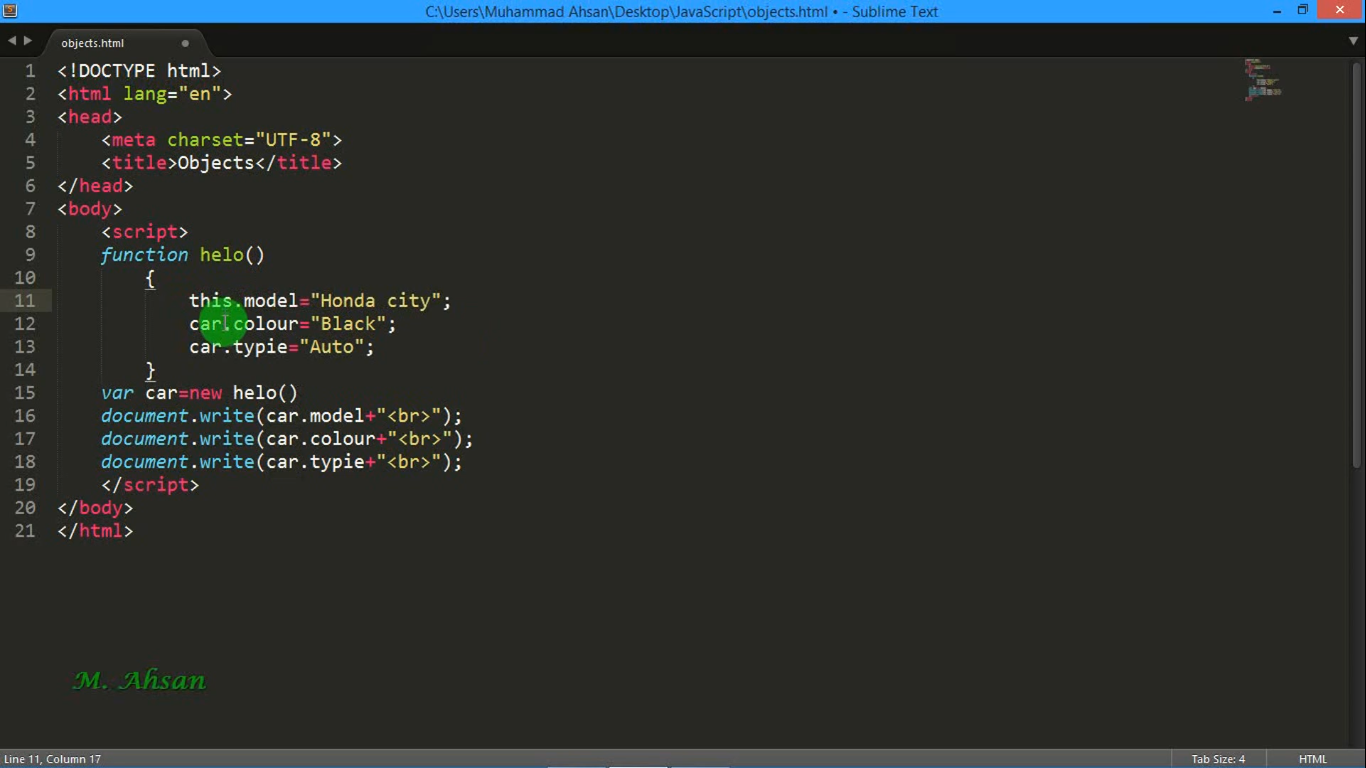 C:\Users\Muhammad Ahsan\Desktop\JavaScript\objects.html • - Sublime Text
objects.html
1 <!DOCTYPE html>
2 <html lang="en">
3 <head>
4     <meta charset="UTF-8">
5     <title>Objects</title>
6 </head>
7 <body>
8     <script>
9     function helo()
10         {
11             this.model="Honda city";
12             car.colour="Black";
13             car.typie="Auto";
14         }
15     var car=new helo()
16     document.write(car.model+"<br>");
17     document.write(car.colour+"<br>");
18     document.write(car.typie+"<br>");
19     </script>
20 </body>
21 </html>
M. Ahsan
Line 11, Column 17 Tab Size: 4 HTML